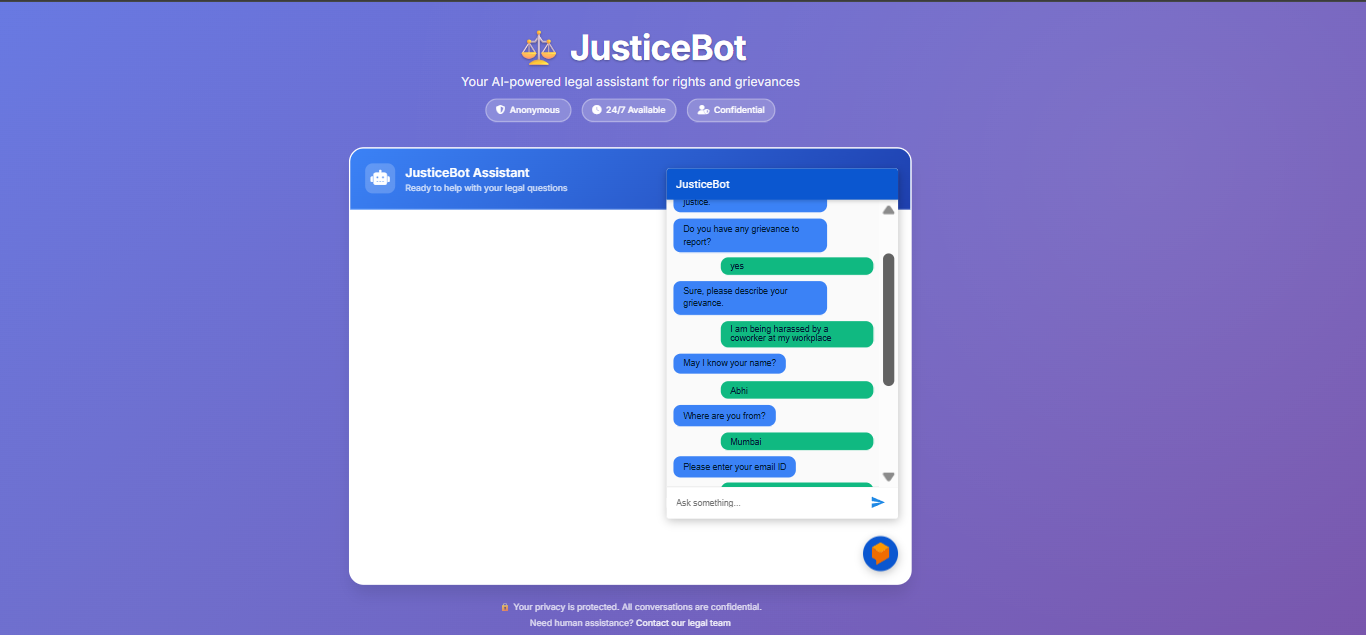 JusticeBot
Your AI-powered legal assistant for rights and grievances
Anonymous
24/7 Available
Confidential
JusticeBot Assistant
Ready to help with your legal questions
JusticeBot
justice.
Do you have any grievance to
report?
yes
Sure, please describe your
grievance.
I am being harassed by a
coworker at my workplace
May I know your name?
Abhi
Where are you from?
Mumbai
Please enter your email ID
Ask something...
Your privacy is protected. All conversations are confidential.
Need human assistance? Contact our legal team